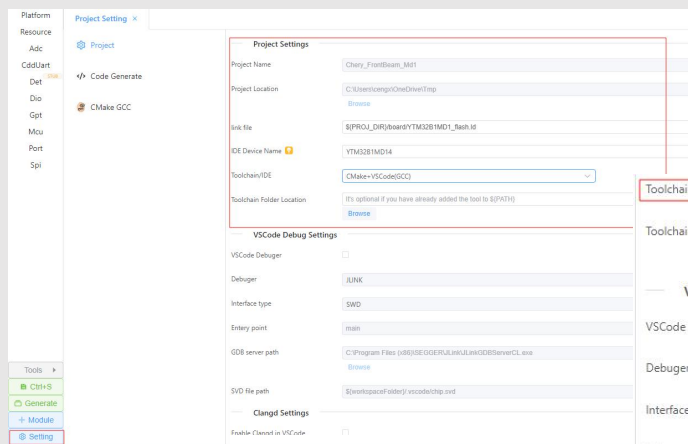 Platform
Resource
Adc
CddUart
Det
Dio
Gpt
Mcu
Port
Spi
Tools
Ctrl+S
Generate
+ Module
Setting
Project Setting ×
Project
</> Code Generate
CMake GCC
Project Settings
Project Name Chery_FrontBeam_Md1
Project Location C:\Users\cengs\OneDrive\Tmp
Browse
link file $(PROJ_DIR)/board/YTM32B1MD1_flash.ld
IDE Device Name YTM32B1MD14
Toolchain/IDE CMake+VSCode(GCC)
Toolchain Folder Location It's optional if you have already added the tool to ${PATH}
Browse
VSCode Debug Settings
VSCode Debuger
Debuger JLINK
Interface type SWD
Entery point main
GDB server path C:\Program Files (x86)\SEGGER\JLink\JLinkGDBServerCL.exe
Browse
SVD file path ${workspaceFolder}/.vscode/chip.svd
Clangd Settings
Enable Clangd in VSCode
Toolchai
Toolchai
V
VSCode
Debuger
Interface